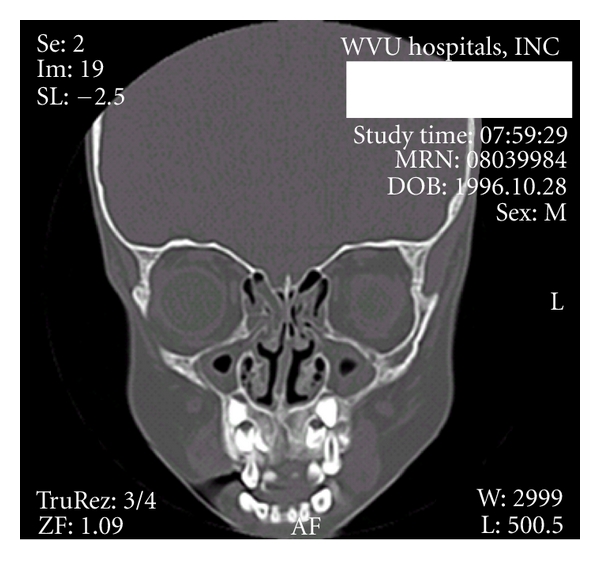 Se: 2
Im: 19
SL: −2.5
WVU hospitals, INC
Study time: 07:59:29
MRN: 08039984
DOB: 1996.10.28
Sex: M
L
TruRez: 3/4
ZF: 1.09
AF
W: 2999
L: 500.5